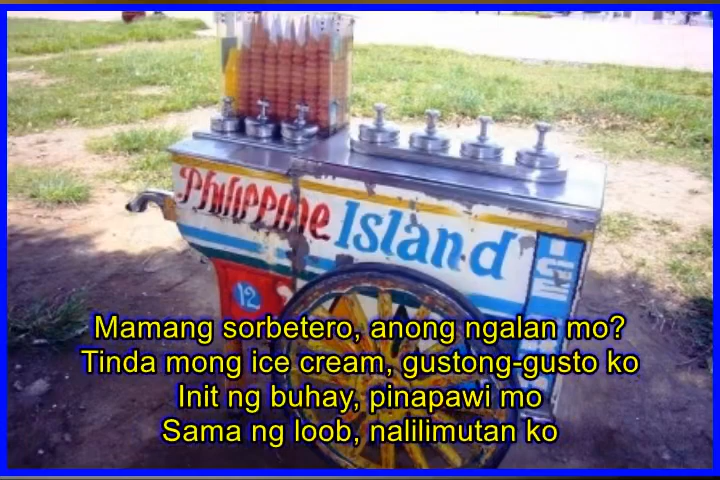 Philippine Island
12
Mamang sorbetero, anong ngalan mo?
Tinda mong ice cream, gustong-gusto ko
Init ng buhay, pinapawi mo
Sama ng loob, nalilimutan ko